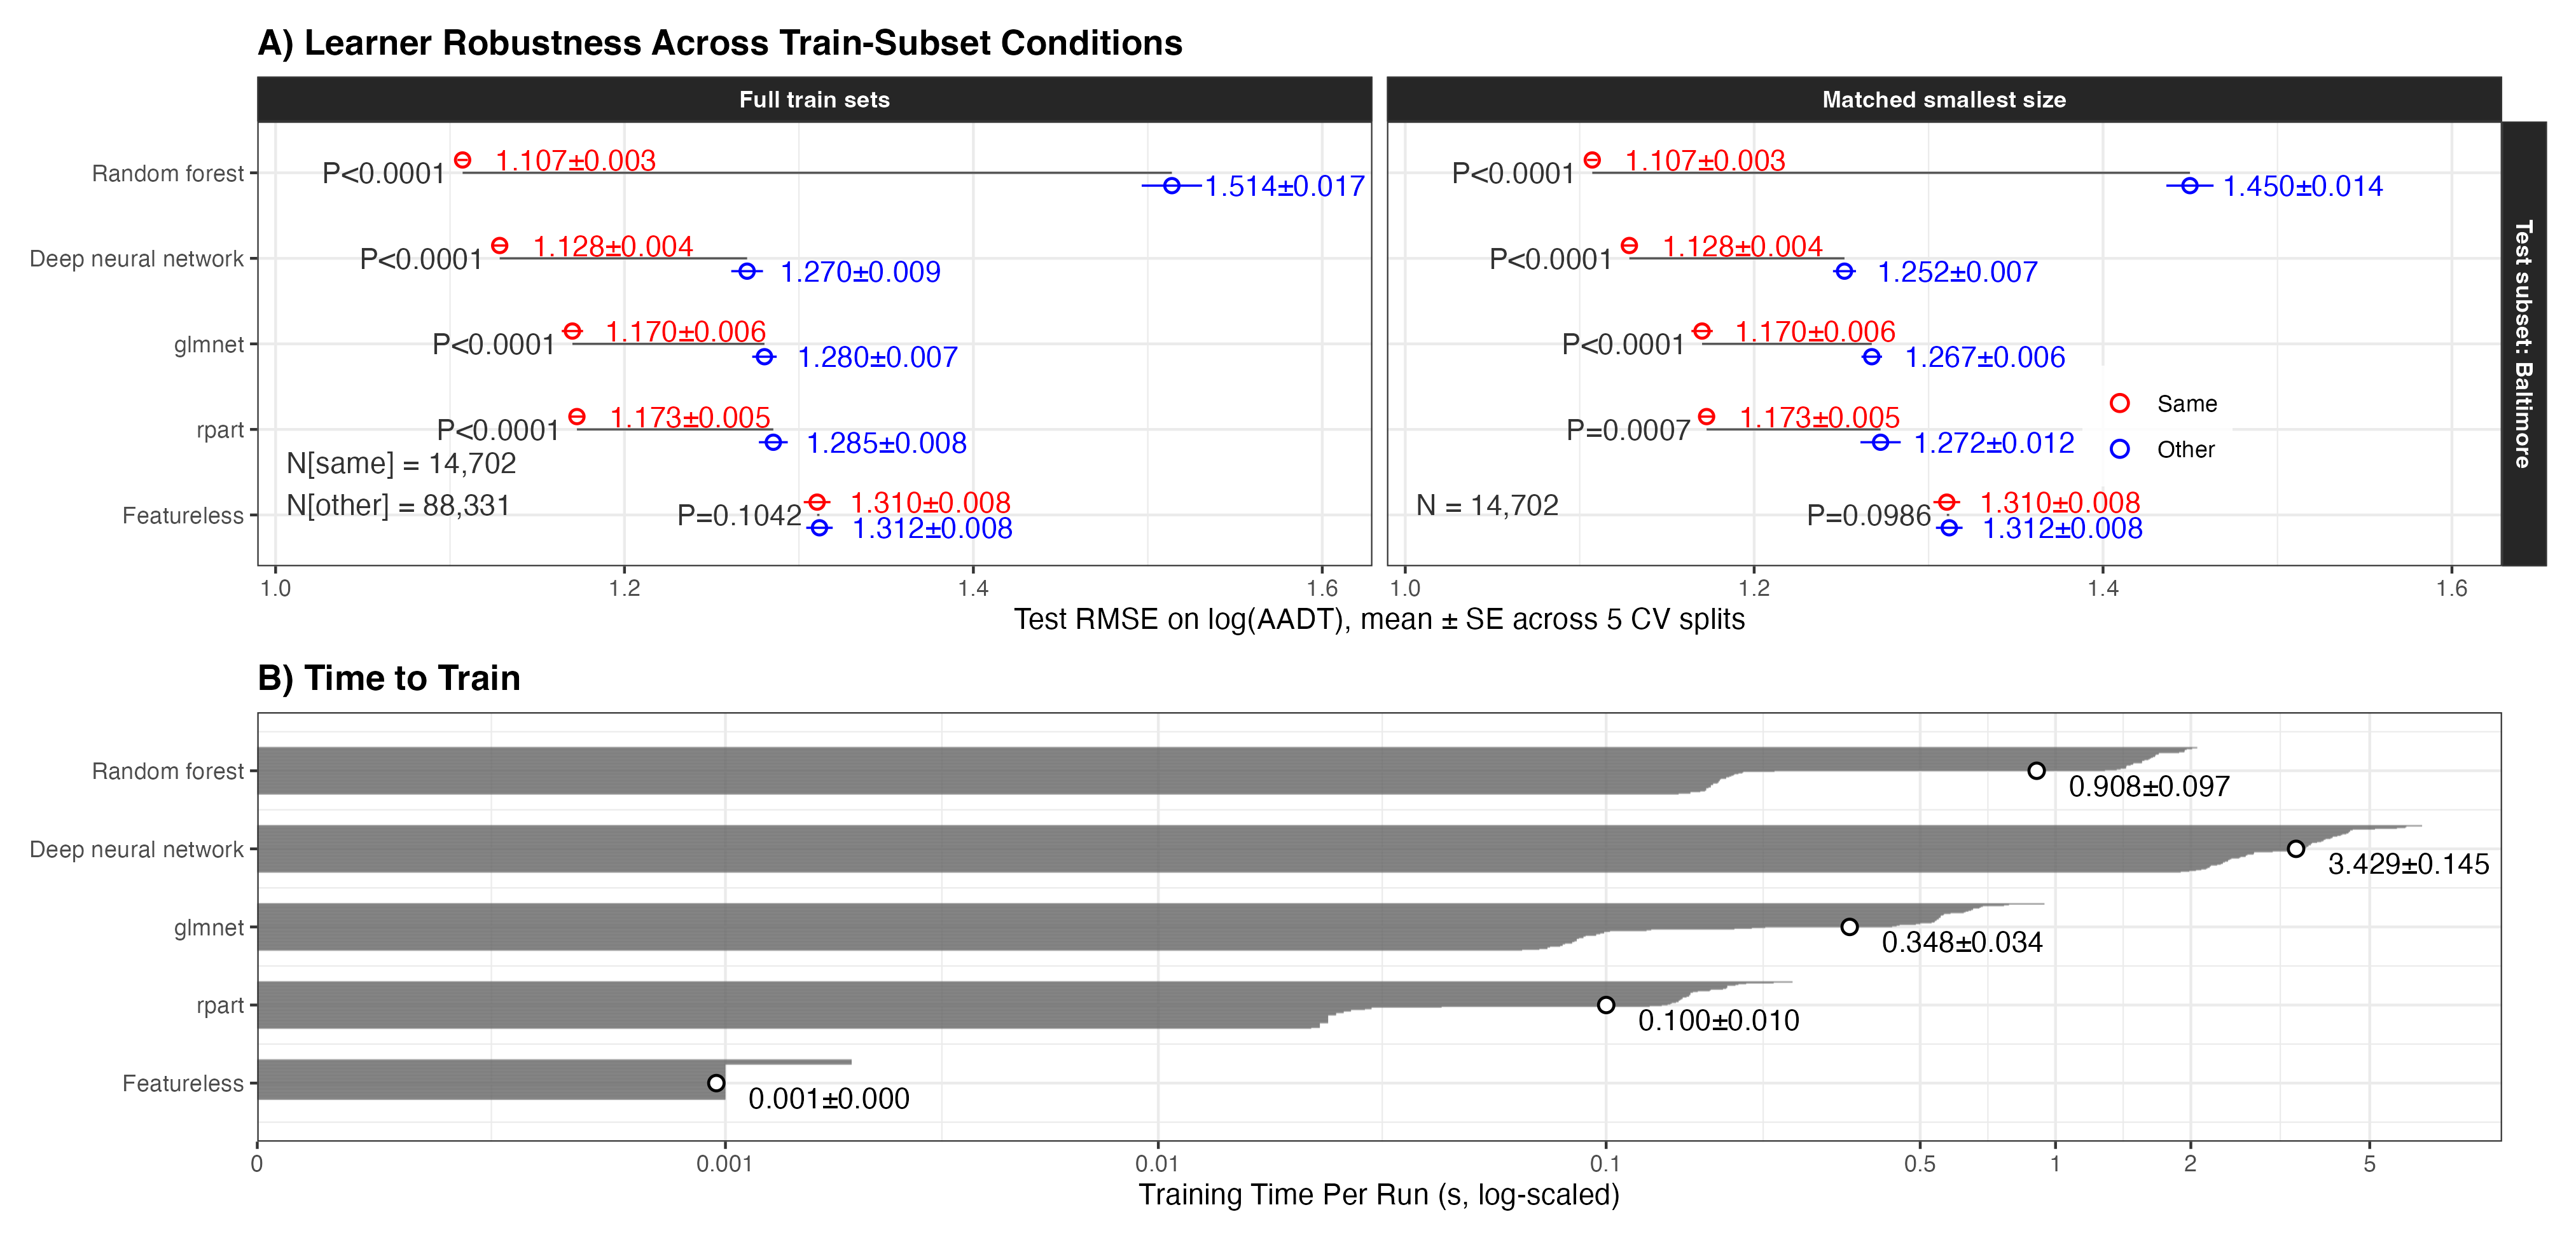 A) Learner Robustness Across Train-Subset Conditions
Full train sets
Matched smallest size
Test subset: Baltimore
Random forest
P<0.0001
1.107±0.003
1.514±0.017
P<0.0001
1.107±0.003
1.450±0.014
Deep neural network
P<0.0001
1.128±0.004
1.270±0.009
P<0.0001
1.128±0.004
1.252±0.007
glmnet
P<0.0001
1.170±0.006
1.280±0.007
P<0.0001
1.170±0.006
1.267±0.006
rpart
P<0.0001
1.173±0.005
1.285±0.008
P=0.0007
1.173±0.005
1.272±0.012
Same
Other
N[same] = 14,702
N[other] = 88,331
N = 14,702
Featureless
P=0.1042
1.310±0.008
1.312±0.008
P=0.0986
1.310±0.008
1.312±0.008
1.0 1.2 1.4 1.6
1.0 1.2 1.4 1.6
Test RMSE on log(AADT), mean ± SE across 5 CV splits
B) Time to Train
Random forest
0.908±0.097
Deep neural network
3.429±0.145
glmnet
0.348±0.034
rpart
0.100±0.010
Featureless
0.001±0.000
0 0.001 0.01 0.1 0.5 1 2 5
Training Time Per Run (s, log-scaled)